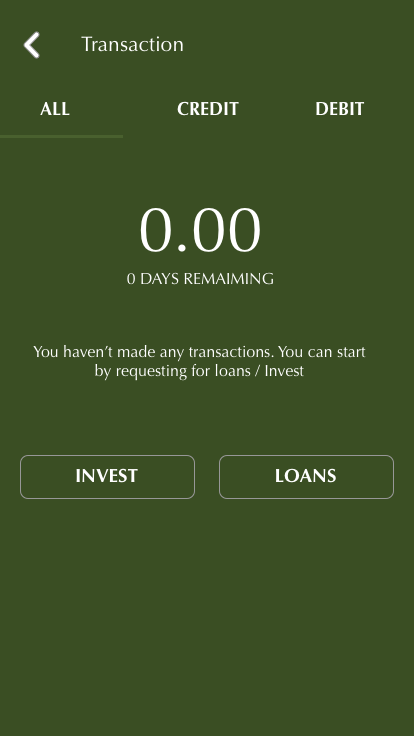 Transaction
ALL CREDIT DEBIT
0.00
0 DAYS REMAIMING
You haven't made any transactions. You can start
by requesting for loans / Invest
INVEST LOANS